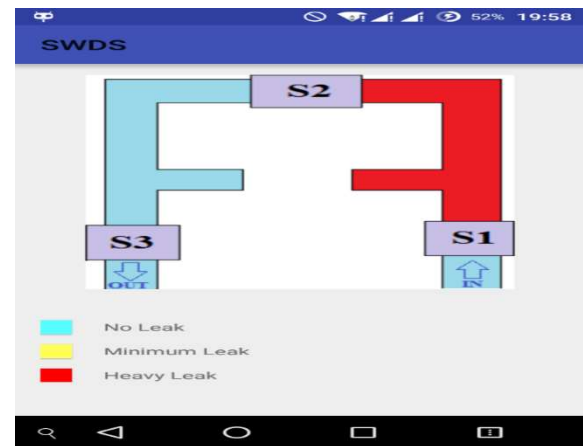 52% 19:58
SWDS
S2
S3
S1
OUT
IN
No Leak
Minimum Leak
Heavy Leak